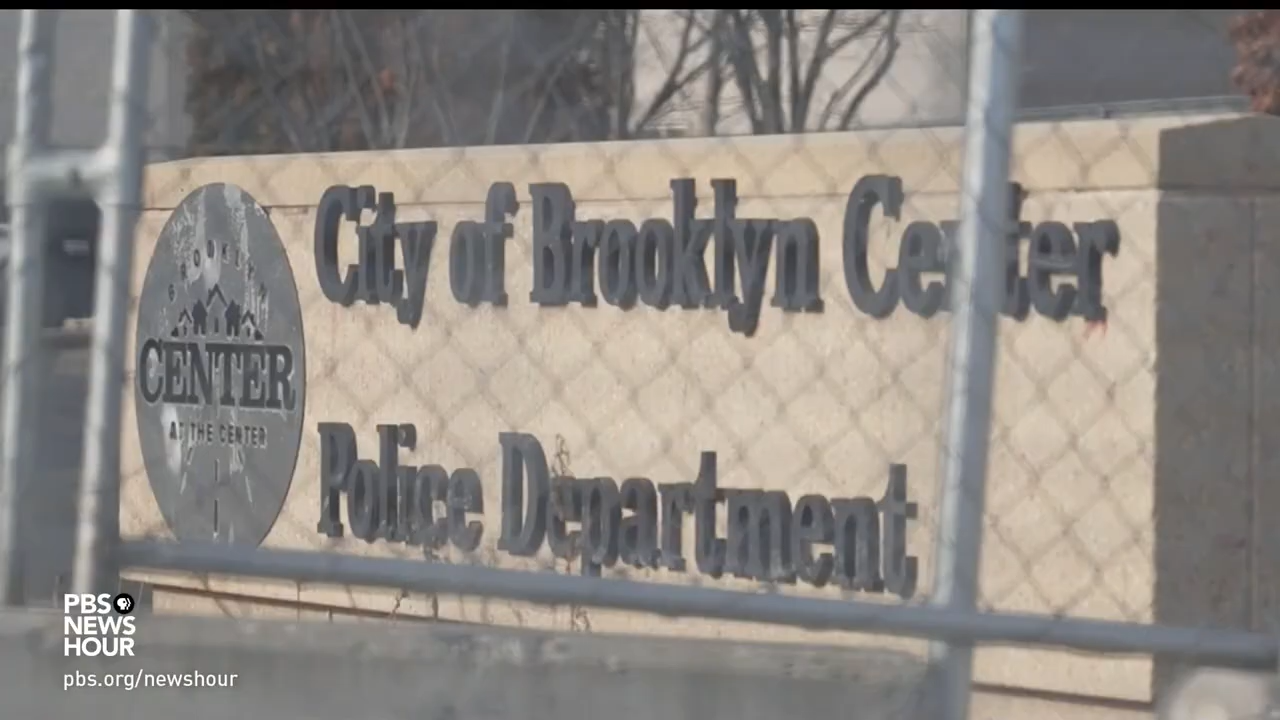 City of Brooklyn Center
Police Department
CENTER
AT THE CENTER
PBS
NEWS
HOUR
pbs.org/newshour